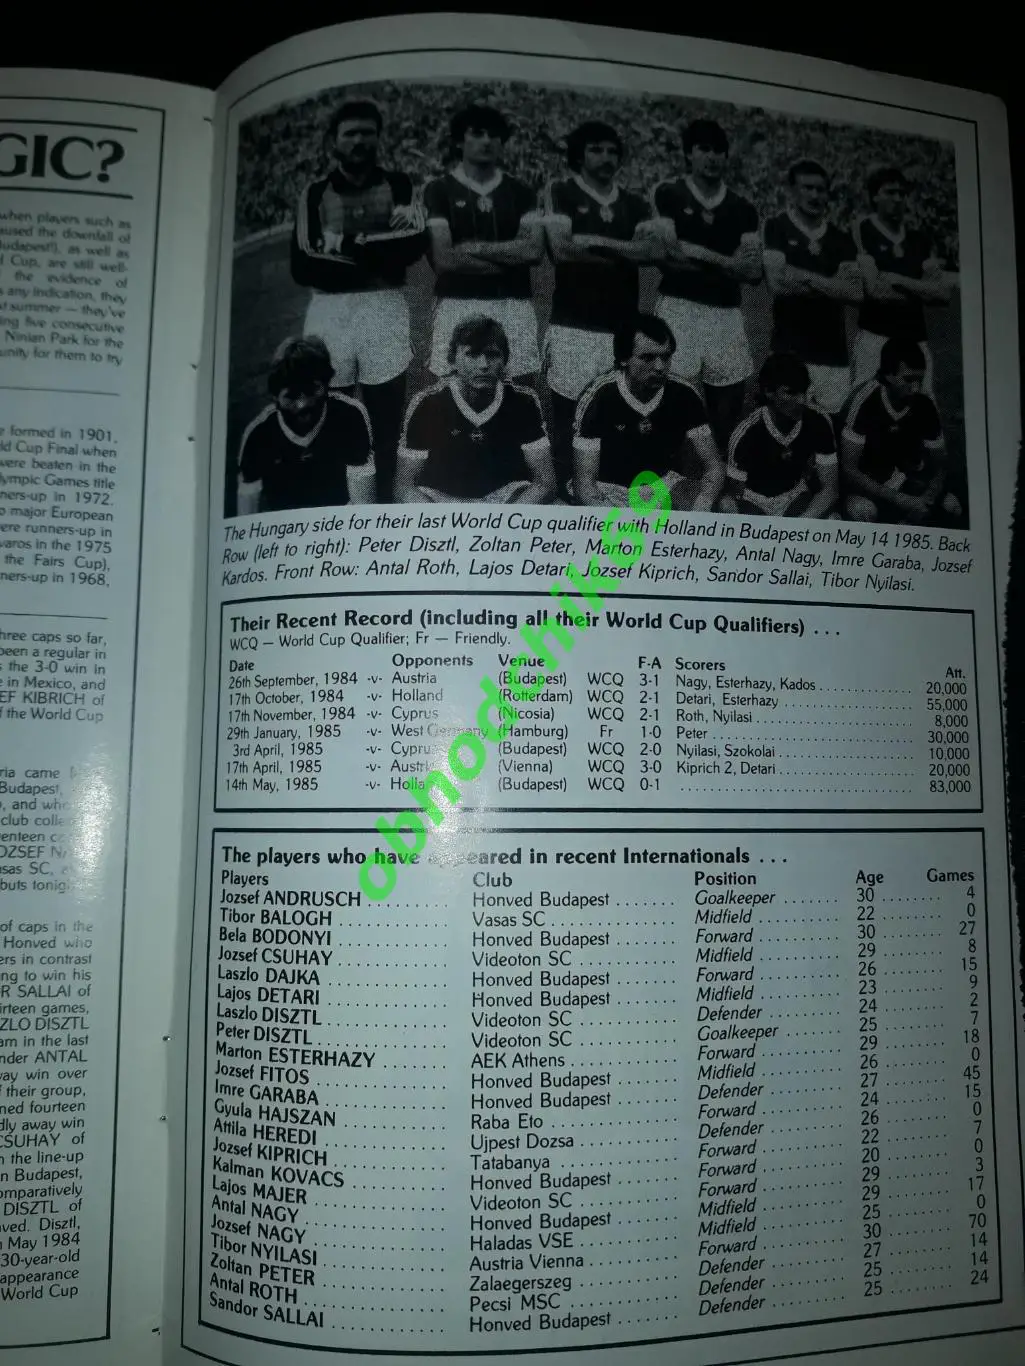 GIC?
when players such as
aused the downfall of
udapest!), as well as
l Cup, are still well-
the evidence of
s any indication, they
t summer — they've
ing five consecutive
Ninian Park for the
unity for them to try
e formed in 1901,
ld Cup Final when
were beaten in the
lympic Games title
ners-up in 1972.
o major European
ere runners-up in
varos in the 1975
the Fairs Cup),
ners-up in 1968,
hree caps so far,
been a regular in
s the 3-0 win in
e in Mexico, and
EF KIBRICH of
f the World Cup
ria came
Budapest,
o, and wh
club colle
enteen c
OZSEF N
sas SC,
buts tonig
of caps in the
Honved who
ers in contrast
ng to win his
R SALLAI of
irteen games,
ZLO DISZTL
am in the last
nder ANTAL
way win over
f their group,
ned fourteen
dly away win
CSUHAY of
n the line-up
n Budapest,
omparatively
DISZTL of
ved. Disztl,
n May 1984
30-year-old
appearance
World Cup
The Hungary side for their last World Cup qualifier with Holland in Budapest on May 14 1985. Back
Row (left to right): Peter Disztl, Zoltan Peter, Marton Esterhazy, Antal Nagy, Imre Garaba, Jozsef
Kardos. Front Row: Antal Roth, Lajos Detari, Jozsef Kiprich, Sandor Sallai, Tibor Nyilasi.
Their Recent Record (including all their World Cup Qualifiers) ...
WCQ — World Cup Qualifier; Fr — Friendly.
Date Opponents Venue F-A Scorers Att.
26th September, 1984 -v- Austria (Budapest) WCQ 3-1 Nagy, Esterhazy, Kados 20,000
17th October, 1984 -v- Holland (Rotterdam) WCQ 2-1 Detari, Esterhazy 55,000
17th November, 1984 -v- Cyprus (Nicosia) WCQ 2-1 Roth, Nyilasi 8,000
29th January, 1985 -v- West Germany (Hamburg) Fr 1-0 Peter 30,000
3rd April, 1985 -v- Cyprus (Budapest) WCQ 2-0 Nyilasi, Szokolai 10,000
17th April, 1985 -v- Austria (Vienna) WCQ 3-0 Kiprich 2, Detari 20,000
14th May, 1985 -v- Holla (Budapest) WCQ 0-1 83,000
The players who have appeared in recent Internationals ...
Players Club Position Age Games
Jozsef ANDRUSCH Honved Budapest Goalkeeper 30 4
Tibor BALOGH Vasas SC Midfield 22 0
Bela BODONYI Honved Budapest Forward 30 27
Jozsef CSUHAY Videoton SC Midfield 29 8
Laszlo DAJKA Honved Budapest Forward 26 15
Lajos DETARI Honved Budapest Midfield 23 9
Laszlo DISZTL Videoton SC Defender 24 2
Peter DISZTL Videoton SC Goalkeeper 25 7
Marton ESTERHAZY AEK Athens Forward 29 18
Jozsef FITOS Honved Budapest Midfield 26 0
Imre GARABA Honved Budapest Defender 27 45
Gyula HAJSZAN Raba Eto Forward 24 15
Attila HEREDI Ujpest Dozsa Defender 26 0
Jozsef KIPRICH Tatabanya Forward 22 7
Kalman KOVACS Honved Budapest Forward 20 0
Lajos MAJER Videoton SC Forward 29 3
Antal NAGY Honved Budapest Midfield 29 17
Jozsef NAGY Haladas VSE Midfield 25 0
Tibor NYILASI Austria Vienna Forward 30 70
Zoltan PETER Zalaegerszeg Defender 27 14
Antal ROTH Pecsi MSC Defender 25 14
Sandor SALLAI Honved Budapest Defender 25 24
obhodchik69